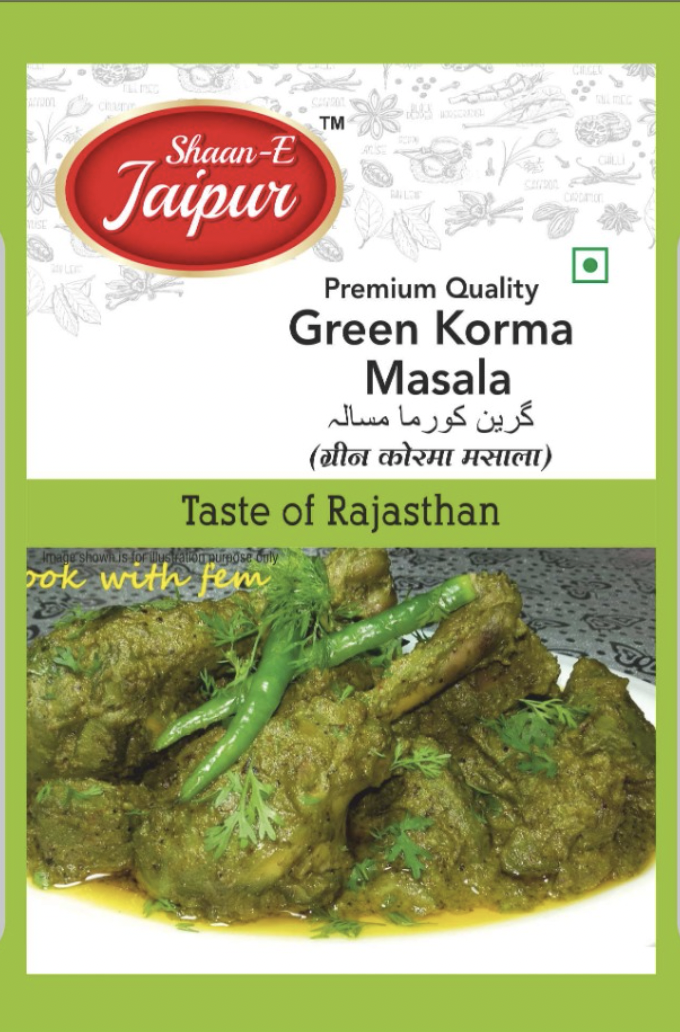 Shaan-E
Jaipur
TM
Premium Quality
Green Korma
Masala
گرین کورما مسالہ
(ग्रीन कोरमा मसाला)
Taste of Rajasthan
Image shown is for illustration purpose only
ook with fem